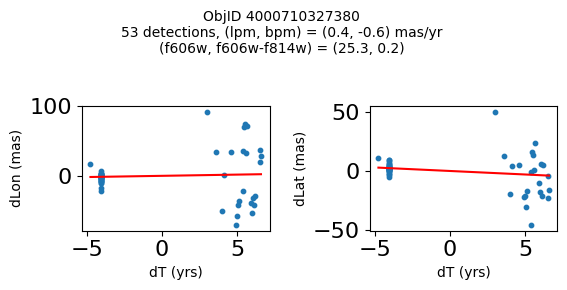 ObjID 4000710327380
53 detections, (lpm, bpm) = (0.4, -0.6) mas/yr
(f606w, f606w-f814w) = (25.3, 0.2)
100
0
dLon (mas)
−5
0
5
dT (yrs)
50
0
−50
dLat (mas)
−5
0
5
dT (yrs)